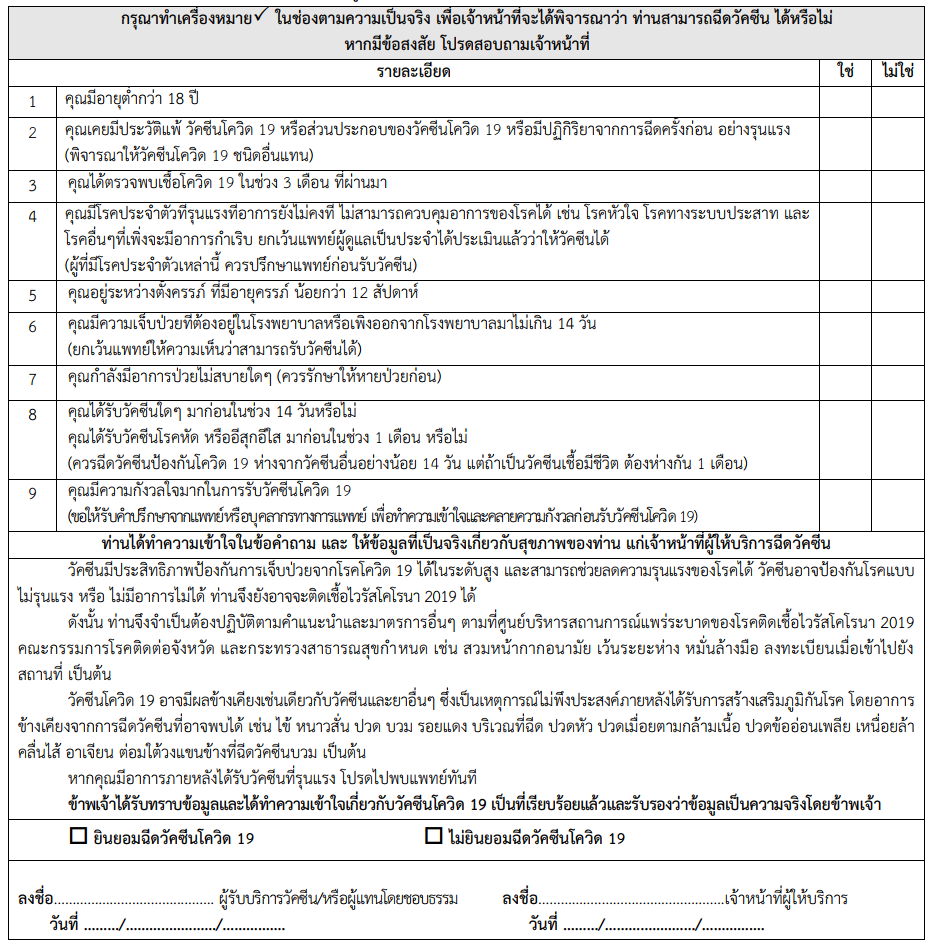 กรุณาทำเครื่องหมาย✓ ในช่องตามความเป็นจริง เพื่อเจ้าหน้าที่จะได้พิจารณาว่า ท่านสามารถฉีดวัคซีน ได้หรือไม่
หากมีข้อสงสัย โปรดสอบถามเจ้าหน้าที่
รายละเอียด ใช่ ไม่ใช่
1 คุณมีอายุต่ำกว่า 18 ปี
2 คุณเคยมีประวัติแพ้ วัคซีนโควิด 19 หรือส่วนประกอบของวัคซีนโควิด 19 หรือมีปฏิกิริยาจากการฉีดครั้งก่อน อย่างรุนแรง
(พิจารณาให้วัคซีนโควิด 19 ชนิดอื่นแทน)
3 คุณได้ตรวจพบเชื้อโควิด 19 ในช่วง 3 เดือน ที่ผ่านมา
4 คุณมีโรคประจำตัวที่รุนแรงที่อาการยังไม่คงที่ ไม่สามารถควบคุมอาการของโรคได้ เช่น โรคหัวใจ โรคทางระบบประสาท และ
โรคอื่นๆที่เพิ่งจะมีอาการกำเริบ ยกเว้นแพทย์ผู้ดูแลเป็นประจำได้ประเมินแล้วว่าให้วัคซีนได้
(ผู้ที่มีโรคประจำตัวเหล่านี้ ควรปรึกษาแพทย์ก่อนรับวัคซีน)
5 คุณอยู่ระหว่างตั้งครรภ์ ที่มีอายุครรภ์ น้อยกว่า 12 สัปดาห์
6 คุณมีความเจ็บป่วยที่ต้องอยู่ในโรงพยาบาลหรือเพิ่งออกจากโรงพยาบาลมาไม่เกิน 14 วัน
(ยกเว้นแพทย์ให้ความเห็นว่าสามารถรับวัคซีนได้)
7 คุณกำลังมีอาการป่วยไม่สบายใดๆ (ควรรักษาให้หายป่วยก่อน)
8 คุณได้รับวัคซีนใดๆ มาก่อนในช่วง 14 วันหรือไม่
คุณได้รับวัคซีนโรคหัด หรืออีสุกอีใส มาก่อนในช่วง 1 เดือน หรือไม่
(ควรฉีดวัคซีนป้องกันโควิด 19 ห่างจากวัคซีนอื่นอย่างน้อย 14 วัน แต่ถ้าเป็นวัคซีนเชื้อมีชีวิต ต้องห่างกัน 1 เดือน)
9 คุณมีความกังวลใจมากในการรับวัคซีนโควิด 19
(ขอให้รับคำปรึกษาจากแพทย์หรือบุคลากรทางการแพทย์ เพื่อทำความเข้าใจและคลายความกังวลก่อนรับวัคซีนโควิด 19)
ท่านได้ทำความเข้าใจในข้อคำถาม และ ให้ข้อมูลที่เป็นจริงเกี่ยวกับสุขภาพของท่าน แก่เจ้าหน้าที่ผู้ให้บริการฉีดวัคซีน
วัคซีนมีประสิทธิภาพป้องกันการเจ็บป่วยจากโรคโควิด 19 ได้ในระดับสูง และสามารถช่วยลดความรุนแรงของโรคได้ วัคซีนอาจป้องกันโรคแบบ
ไม่รุนแรง หรือ ไม่มีอาการไม่ได้ ท่านจึงยังอาจจะติดเชื้อไวรัสโคโรนา 2019 ได้
ดังนั้น ท่านจึงจำเป็นต้องปฏิบัติตามคำแนะนำและมาตรการอื่นๆ ตามที่ศูนย์บริหารสถานการณ์แพร่ระบาดของโรคติดเชื้อไวรัสโคโรนา 2019
คณะกรรมการโรคติดต่อจังหวัด และกระทรวงสาธารณสุขกำหนด เช่น สวมหน้ากากอนามัย เว้นระยะห่าง หมั่นล้างมือ ลงทะเบียนเมื่อเข้าไปยัง
สถานที่ เป็นต้น
วัคซีนโควิด 19 อาจมีผลข้างเคียงเช่นเดียวกับวัคซีนและยาอื่นๆ ซึ่งเป็นเหตุการณ์ไม่พึงประสงค์ภายหลังได้รับการสร้างเสริมภูมิกันโรค โดยอาการ
ข้างเคียงจากการฉีดวัคซีนที่อาจพบได้ เช่น ไข้ หนาวสั่น ปวด บวม รอยแดง บริเวณที่ฉีด ปวดหัว ปวดเมื่อยตามกล้ามเนื้อ ปวดข้ออ่อนเพลีย เหนื่อยล้า
คลื่นไส้ อาเจียน ต่อมใต้วงแขนข้างที่ฉีดวัคซีนบวม เป็นต้น
หากคุณมีอาการภายหลังได้รับวัคซีนที่รุนแรง โปรดไปพบแพทย์ทันที
ข้าพเจ้าได้รับทราบข้อมูลและได้ทำความเข้าใจเกี่ยวกับวัคซีนโควิด 19 เป็นที่เรียบร้อยแล้วและรับรองว่าข้อมูลเป็นความจริงโดยข้าพเจ้า
☐ ยินยอมฉีดวัคซีนโควิด 19 ☐ ไม่ยินยอมฉีดวัคซีนโควิด 19
ลงชื่อ.......................................... ผู้รับบริการวัคซีน/หรือผู้แทนโดยชอบธรรม ลงชื่อ.................................................เจ้าหน้าที่ผู้ให้บริการ
วันที่ ........./......................./................ วันที่ ........./......................./................